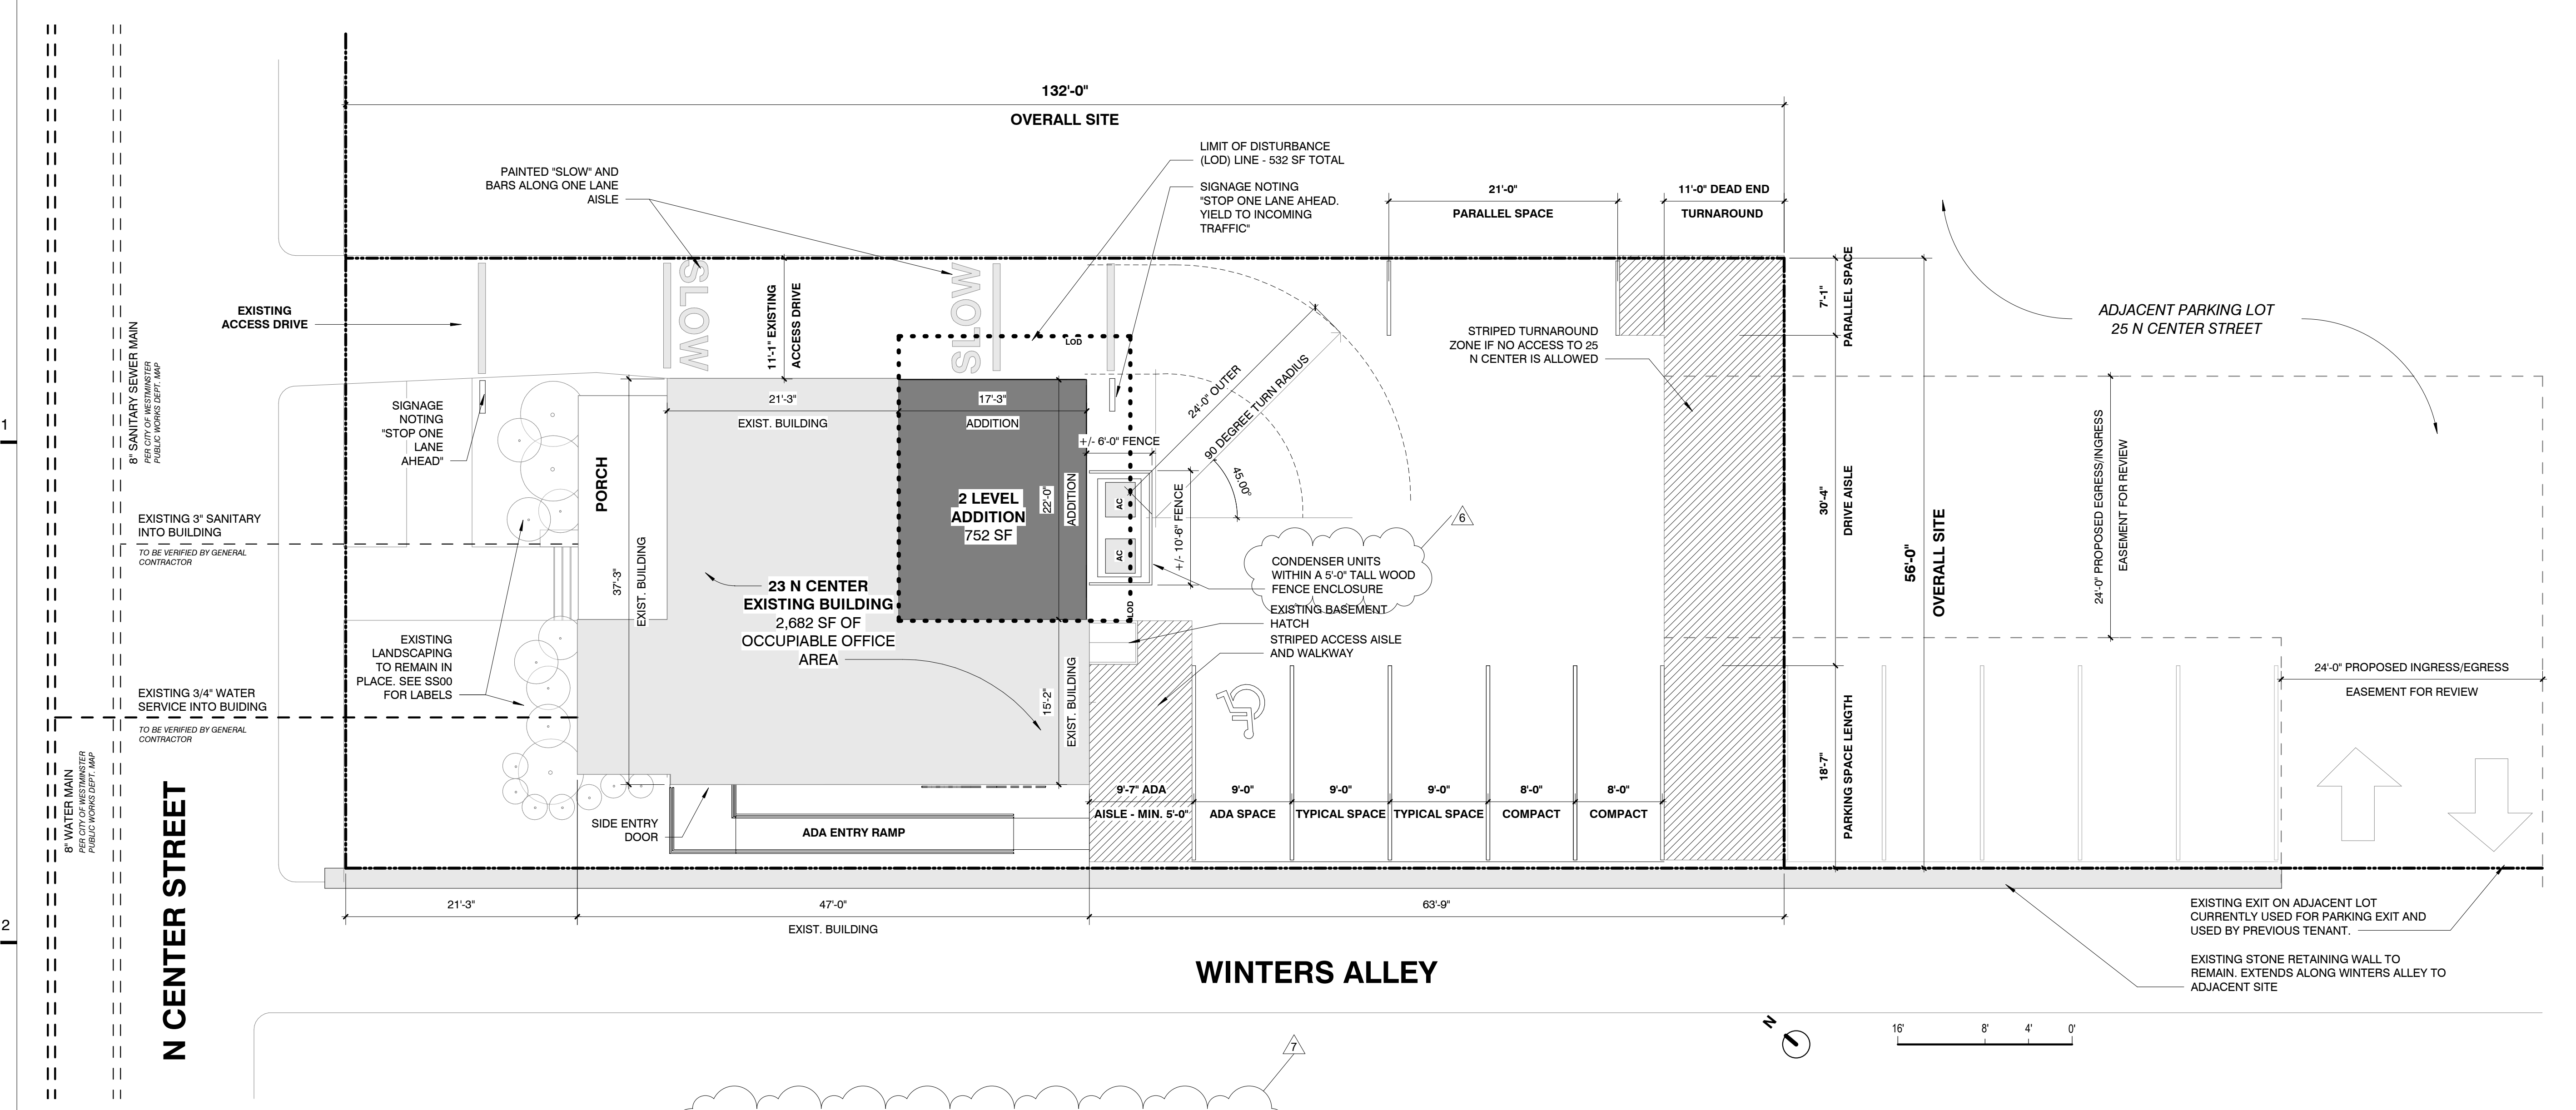 132'-0"
OVERALL SITE
PAINTED "SLOW" AND
BARS ALONG ONE LANE
AISLE
LIMIT OF DISTURBANCE
(LOD) LINE - 532 SF TOTAL
SIGNAGE NOTING
"STOP ONE LANE AHEAD.
YIELD TO INCOMING
TRAFFIC"
21'-0"
PARALLEL SPACE
11'-0" DEAD END
TURNAROUND
EXISTING
ACCESS DRIVE
SLOW
11'-1" EXISTING
ACCESS DRIVE
SLOW
LOD
STRIPED TURNAROUND
ZONE IF NO ACCESS TO 25
N CENTER IS ALLOWED
7'-1"
PARALLEL SPACE
ADJACENT PARKING LOT
25 N CENTER STREET
8" SANITARY SEWER MAIN
PER CITY OF WESTMINSTER
PUBLIC WORKS DEPT. MAP
SIGNAGE
NOTING
"STOP ONE
LANE
AHEAD"
21'-3"
EXIST. BUILDING
17'-3"
ADDITION
+/- 6'-0" FENCE
24'-0" OUTER
90 DEGREE TURN RADIUS
45.00°
1
PORCH
2 LEVEL
ADDITION
752 SF
22'-0"
ADDITION
AC
AC
+/- 10'-6" FENCE
6
30'-4"
DRIVE AISLE
56'-0"
OVERALL SITE
24'-0" PROPOSED EGRESS/INGRESS
EASEMENT FOR REVIEW
EXISTING 3" SANITARY
INTO BUILDING
TO BE VERIFIED BY GENERAL
CONTRACTOR
37'-3"
EXIST. BUILDING
23 N CENTER
EXISTING BUILDING
2,682 SF OF
OCCUPIABLE OFFICE
AREA
CONDENSER UNITS
WITHIN A 5'-0" TALL WOOD
FENCE ENCLOSURE
EXISTING BASEMENT
HATCH
LOD
STRIPED ACCESS AISLE
AND WALKWAY
EXISTING
LANDSCAPING
TO REMAIN IN
PLACE. SEE SS00
FOR LABELS
EXISTING 3/4" WATER
SERVICE INTO BUIDING
TO BE VERIFIED BY GENERAL
CONTRACTOR
15'-2"
EXIST. BUILDING
24'-0" PROPOSED INGRESS/EGRESS
EASEMENT FOR REVIEW
18'-7"
PARKING SPACE LENGTH
8" WATER MAIN
PER CITY OF WESTMINSTER
PUBLIC WORKS DEPT. MAP
N CENTER STREET
SIDE ENTRY
DOOR
ADA ENTRY RAMP
9'-7" ADA
AISLE - MIN. 5'-0"
9'-0"
ADA SPACE
9'-0"
TYPICAL SPACE
9'-0"
TYPICAL SPACE
8'-0"
COMPACT
8'-0"
COMPACT
2
21'-3"
47'-0"
EXIST. BUILDING
63'-9"
EXISTING EXIT ON ADJACENT LOT
CURRENTLY USED FOR PARKING EXIT AND
USED BY PREVIOUS TENANT.
EXISTING STONE RETAINING WALL TO
REMAIN. EXTENDS ALONG WINTERS ALLEY TO
ADJACENT SITE
WINTERS ALLEY
N
16' 8' 4' 0'
7